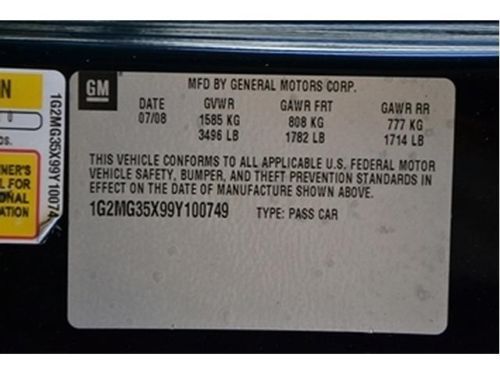 GM
MFD BY GENERAL MOTORS CORP.
DATE GVWR GAWR FRT GAWR RR
07/08 1585 KG 808 KG 777 KG
3496 LB 1782 LB 1714 LB
THIS VEHICLE CONFORMS TO ALL APPLICABLE U.S. FEDERAL MOTOR
VEHICLE SAFETY, BUMPER, AND THEFT PREVENTION STANDARDS IN
EFFECT ON THE DATE OF MANUFACTURE SHOWN ABOVE.
1G2MG35X99Y100749 TYPE: PASS CAR
1G2MG35X99Y10074
FOR